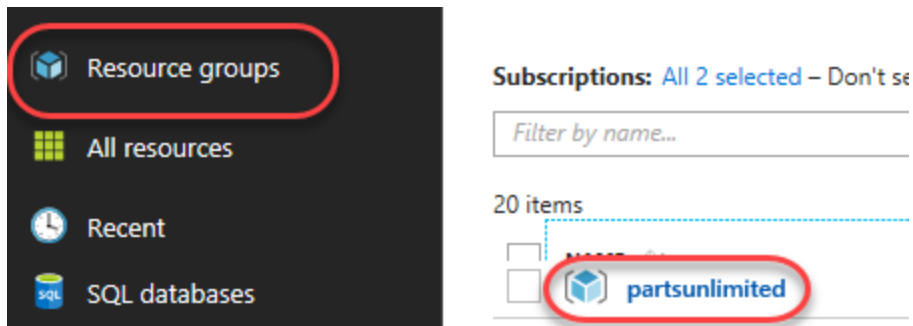 Resource groups
All resources
Recent
SQL databases
Subscriptions: All 2 selected – Don't se
Filter by name...
20 items
partsunlimited